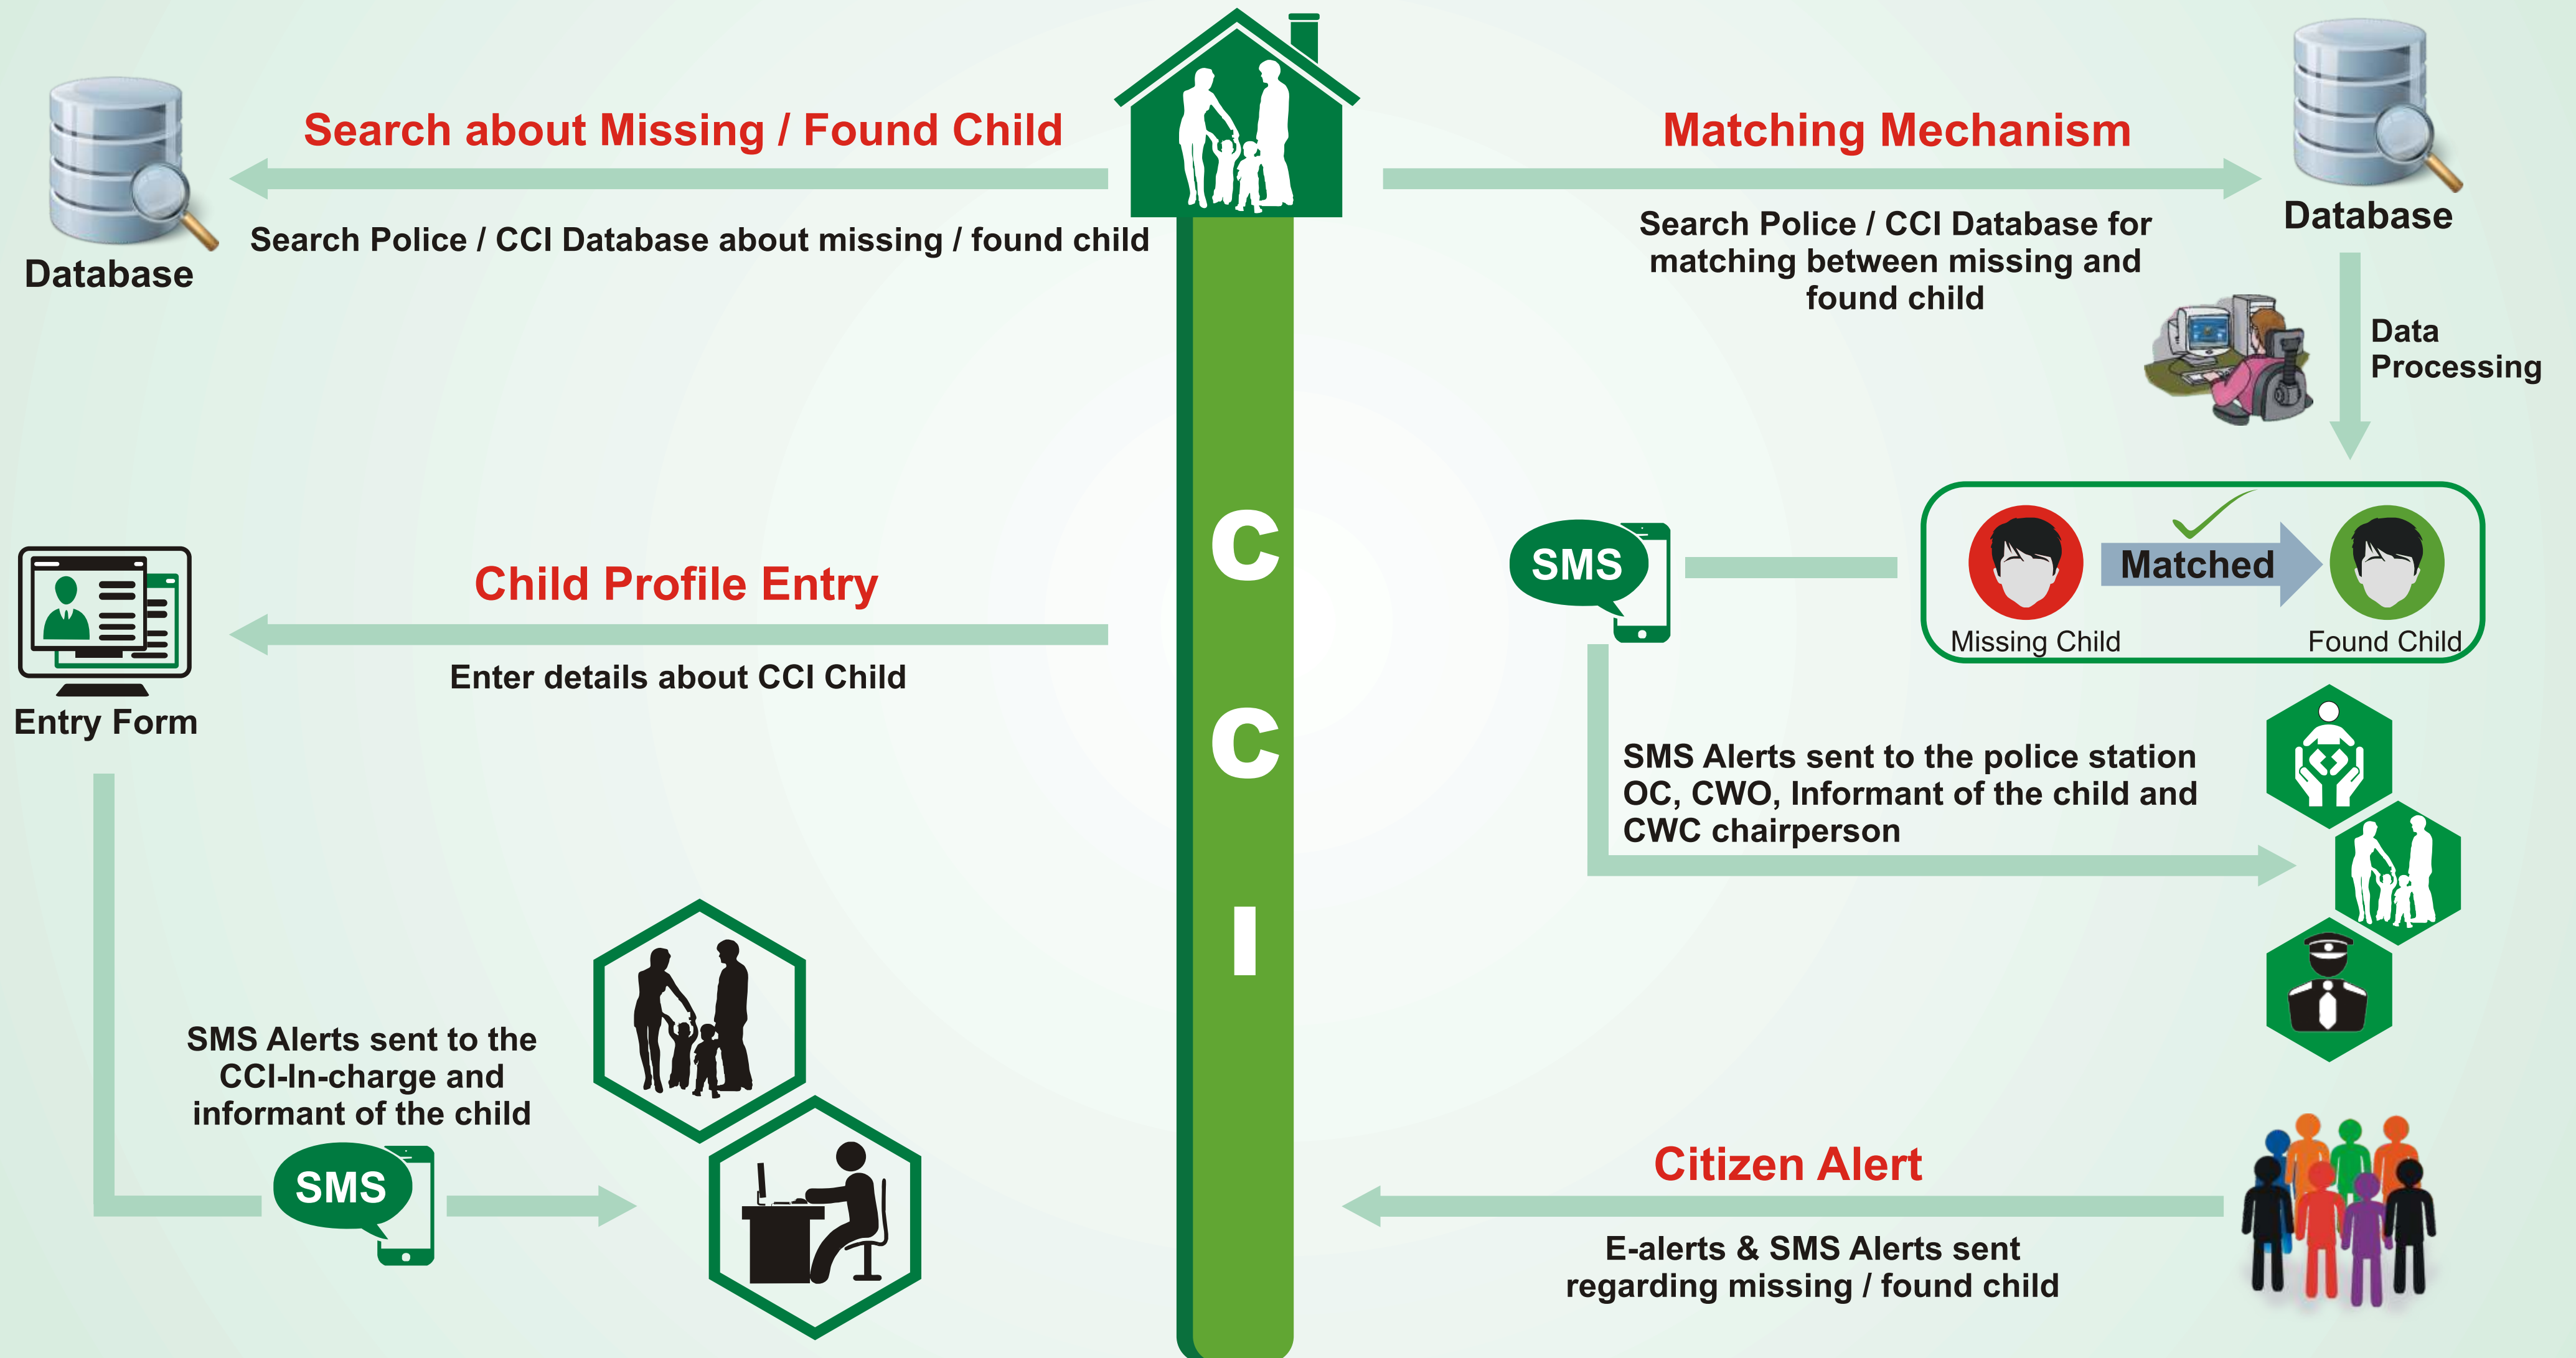 Search about Missing / Found Child
Search Police / CCI Database about missing / found child
Database
Matching Mechanism
Search Police / CCI Database for
matching between missing and
found child
Database
Data
Processing
C
C
I
Child Profile Entry
Enter details about CCI Child
Entry Form
SMS
Matched
Missing Child
Found Child
SMS Alerts sent to the police station
OC, CWO, Informant of the child and
CWC chairperson
SMS Alerts sent to the
CCI-In-charge and
informant of the child
SMS
Citizen Alert
E-alerts & SMS Alerts sent
regarding missing / found child